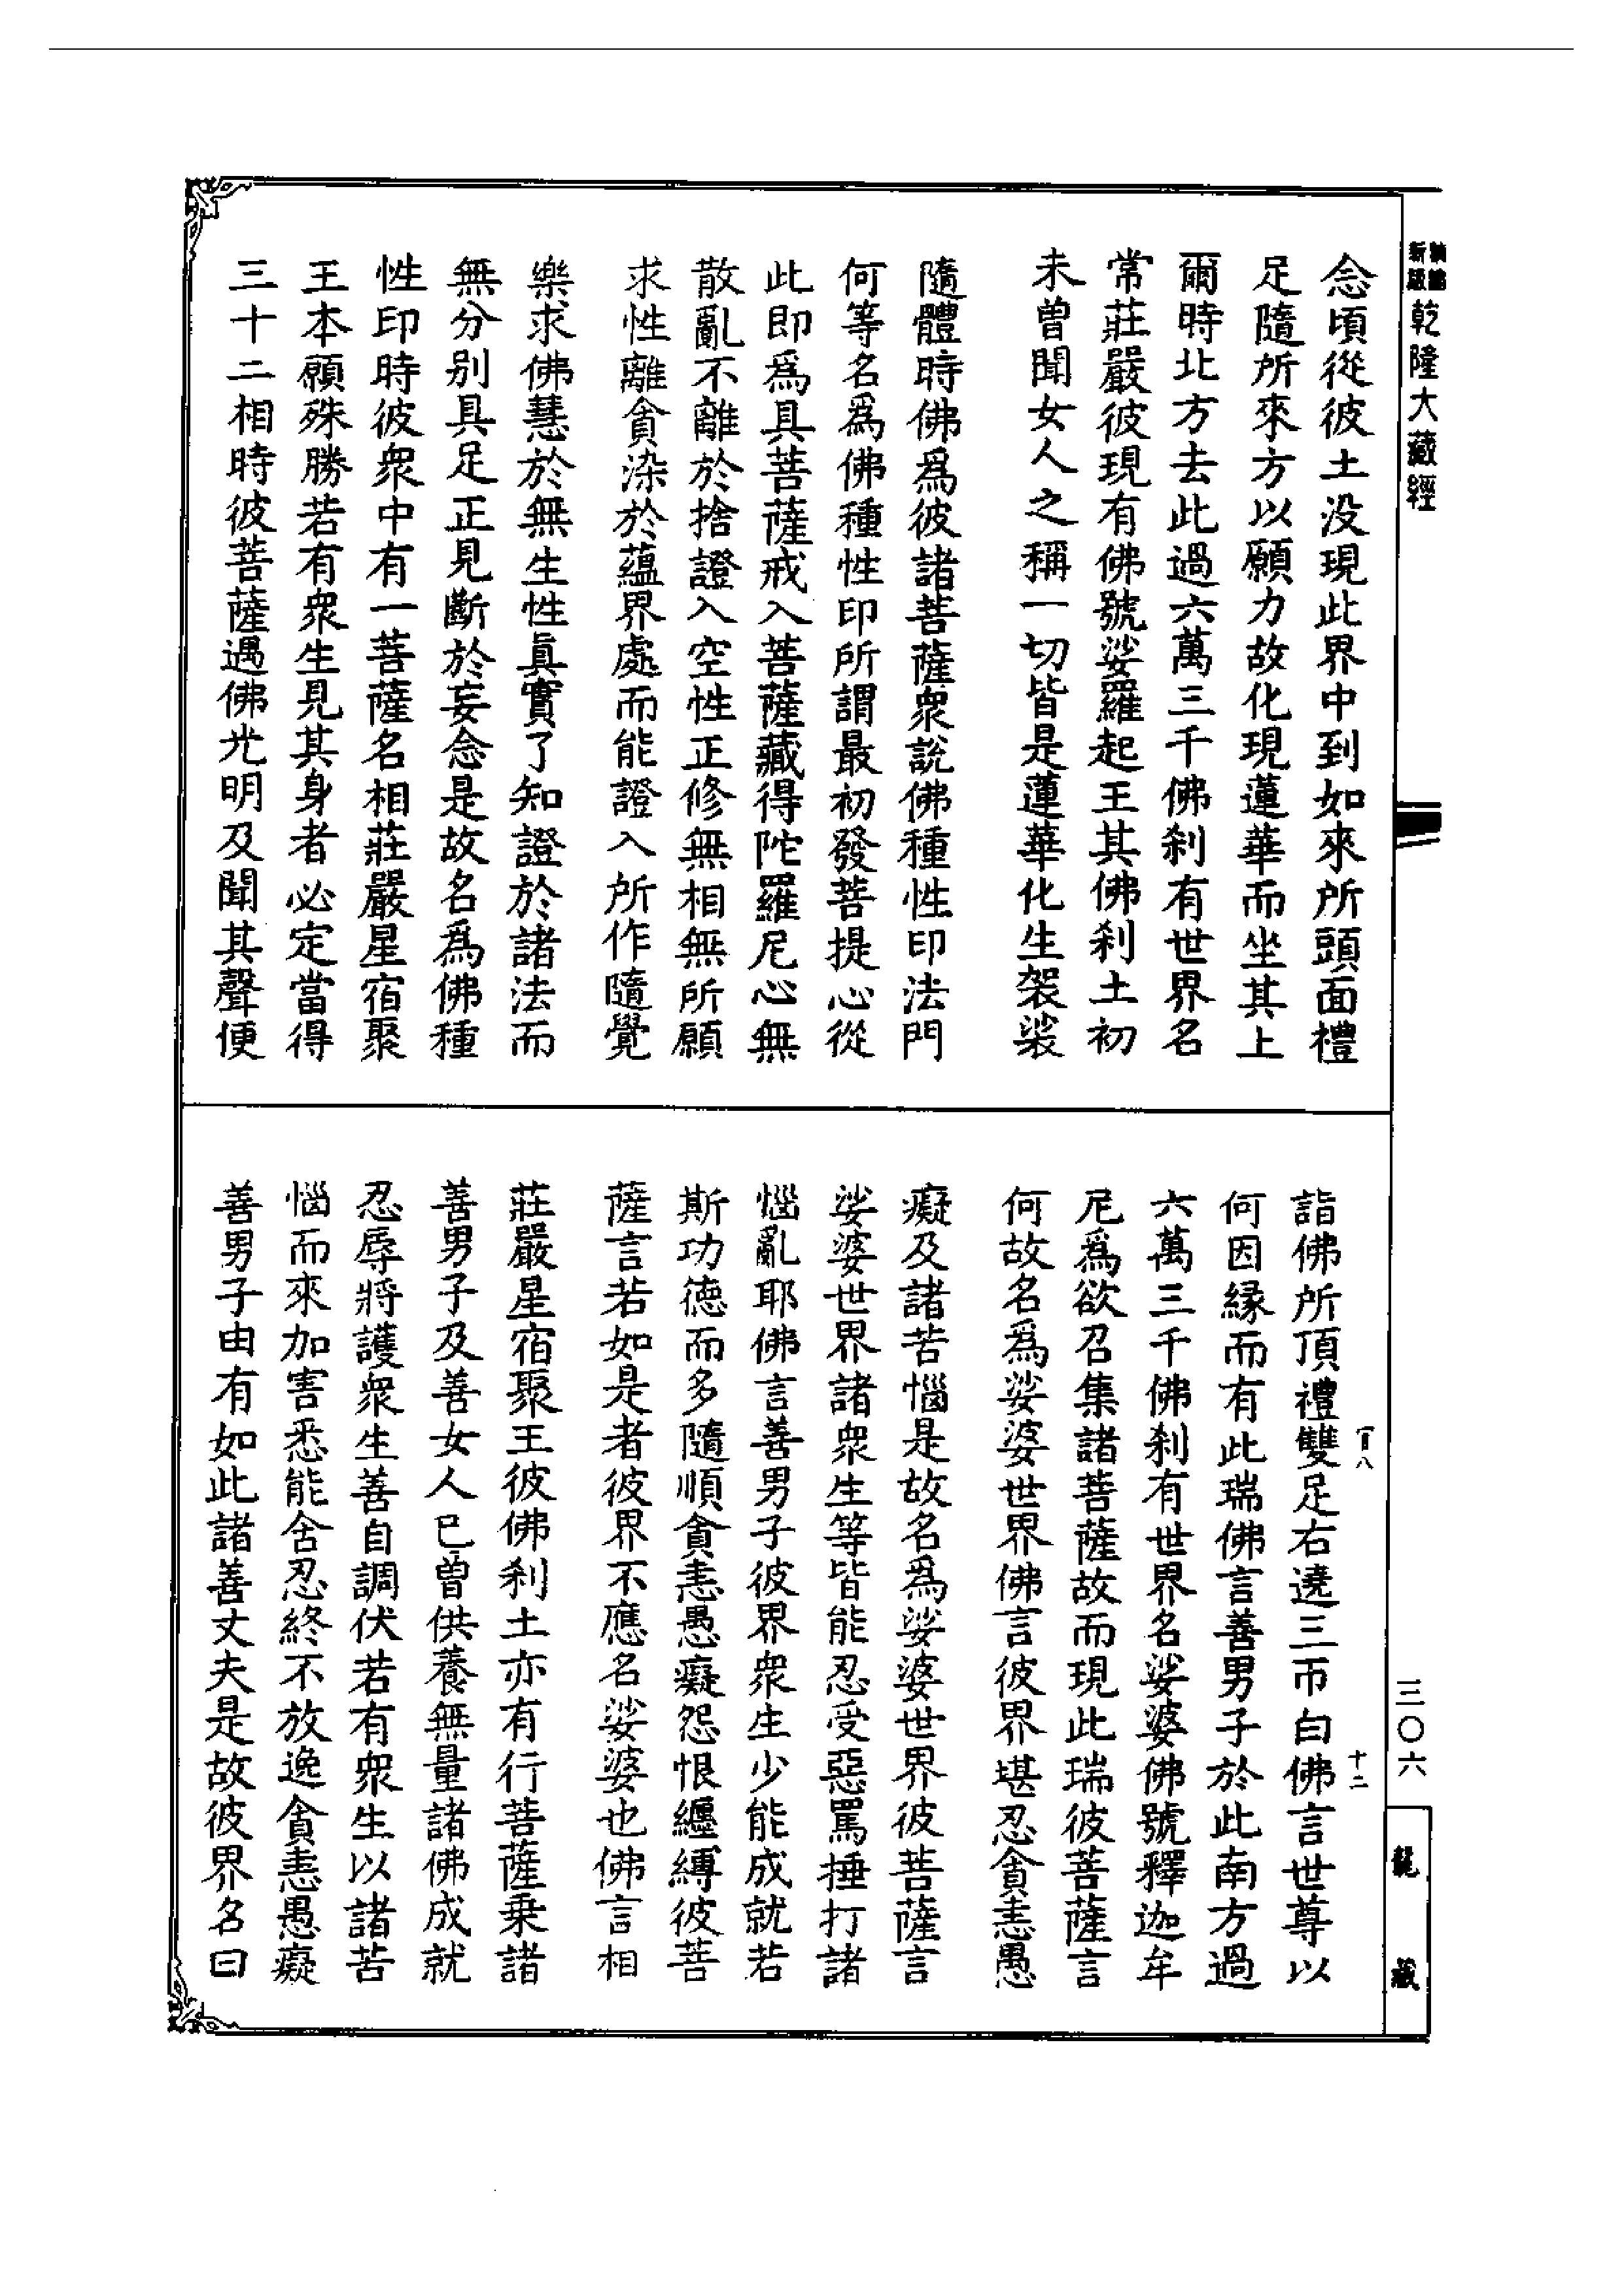 乾隆大藏經
念頃從彼土没現此界中到如來所頭面禮
足隨所來方以願力故化現蓮華而坐其上
爾時北方去此過六萬三千佛刹有世界名
常莊嚴彼現有佛號娑羅起王其佛刹土初
未曾聞女人之稱一切皆是蓮華化生袈裟
隨體時佛爲彼諸菩薩衆說佛種性印法門
何等名爲佛種性印所謂最初發菩提心從
此即爲具菩薩戒入菩薩藏得陀羅尼心無
散亂不離於捨證入空性正修無相無所願
求性離貪染於蘊界處而能證入所作隨覺
樂求佛慧於無生性眞實了知證於諸法而
無分别具足正見斷於妄念是故名爲佛種
性印時彼衆中有一菩薩名相莊嚴星宿聚
王本願殊勝若有衆生見其身者必定當得
三十二相時彼菩薩遇佛光明及聞其聲便
詣佛所頂禮雙足右遶三帀白佛言世尊以
何因緣而有此瑞佛言善男子於此南方過
六萬三千佛刹有世界名娑婆佛號釋迦牟
尼爲欲召集諸菩薩故而現此瑞彼菩薩言
何故名爲娑婆世界佛言彼界堪忍貪恚愚
癡及諸苦惱是故名爲娑婆世界彼菩薩言
娑婆世界諸衆生等皆能忍受惡罵捶打諸
惱亂耶佛言善男子彼界衆生少能成就若
斯功德而多隨順貪恚愚癡怨恨纏縛彼菩
薩言若如是者彼界不應名娑婆也佛言相
莊嚴星宿聚王彼佛刹土亦有行菩薩乗諸
善男子及善女人已曾供養無量諸佛成就
忍辱將護衆生善自調伏若有衆生以諸苦
惱而來加害悉能含忍終不放逸貪恚愚癡
善男子由有如此諸善丈夫是故彼界名曰
十二
三〇六
龍藏